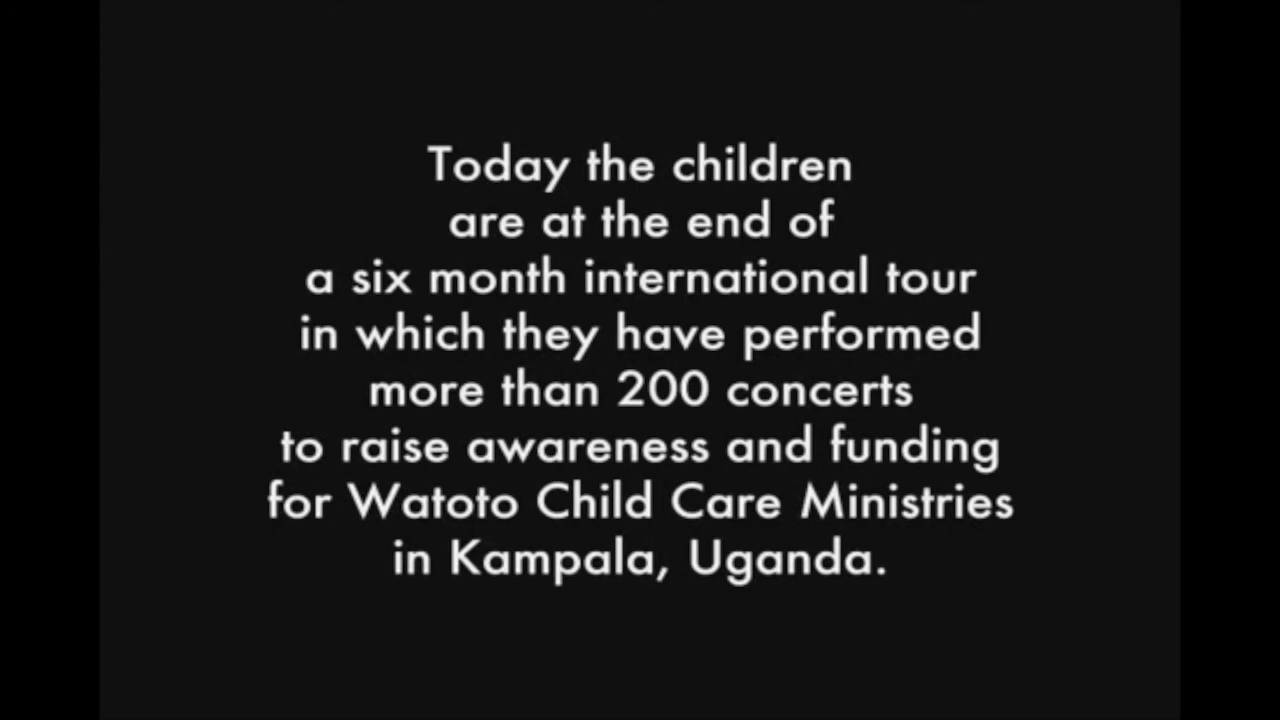 Today the children
are at the end of
a six month international tour
in which they have performed
more than 200 concerts
to raise awareness and funding
for Watoto Child Care Ministries
in Kampala, Uganda.